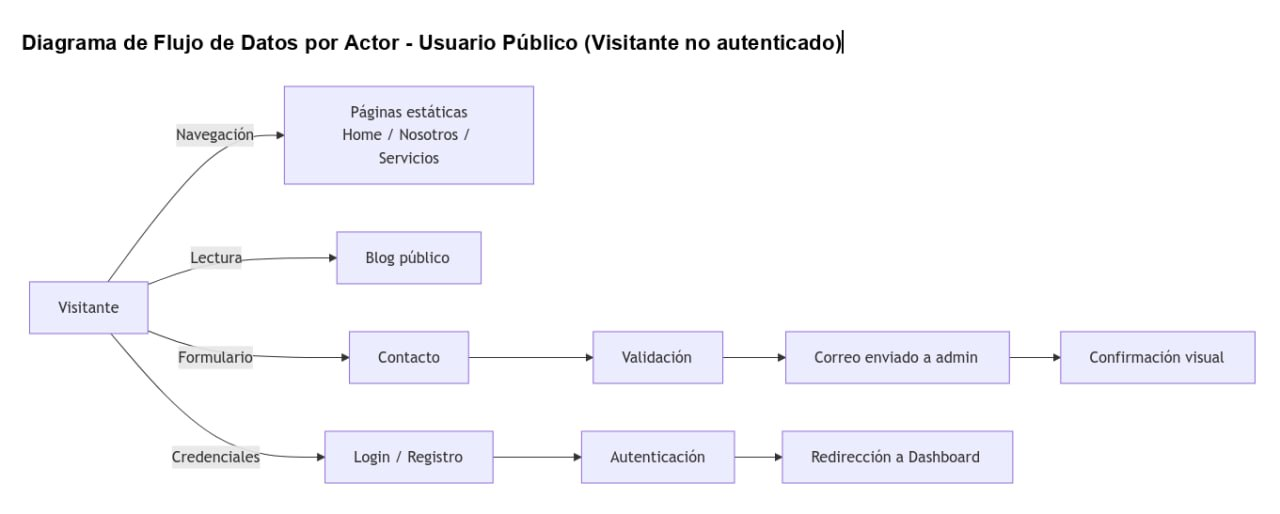 Diagrama de Flujo de Datos por Actor - Usuario Público (Visitante no autenticado)
Páginas estáticas
Home / Nosotros /
Servicios
Navegación
Lectura
Blog público
Visitante
Formulario
Contacto
Validación
Correo enviado a admin
Confirmación visual
Credenciales
Login / Registro
Autenticación
Redirección a Dashboard